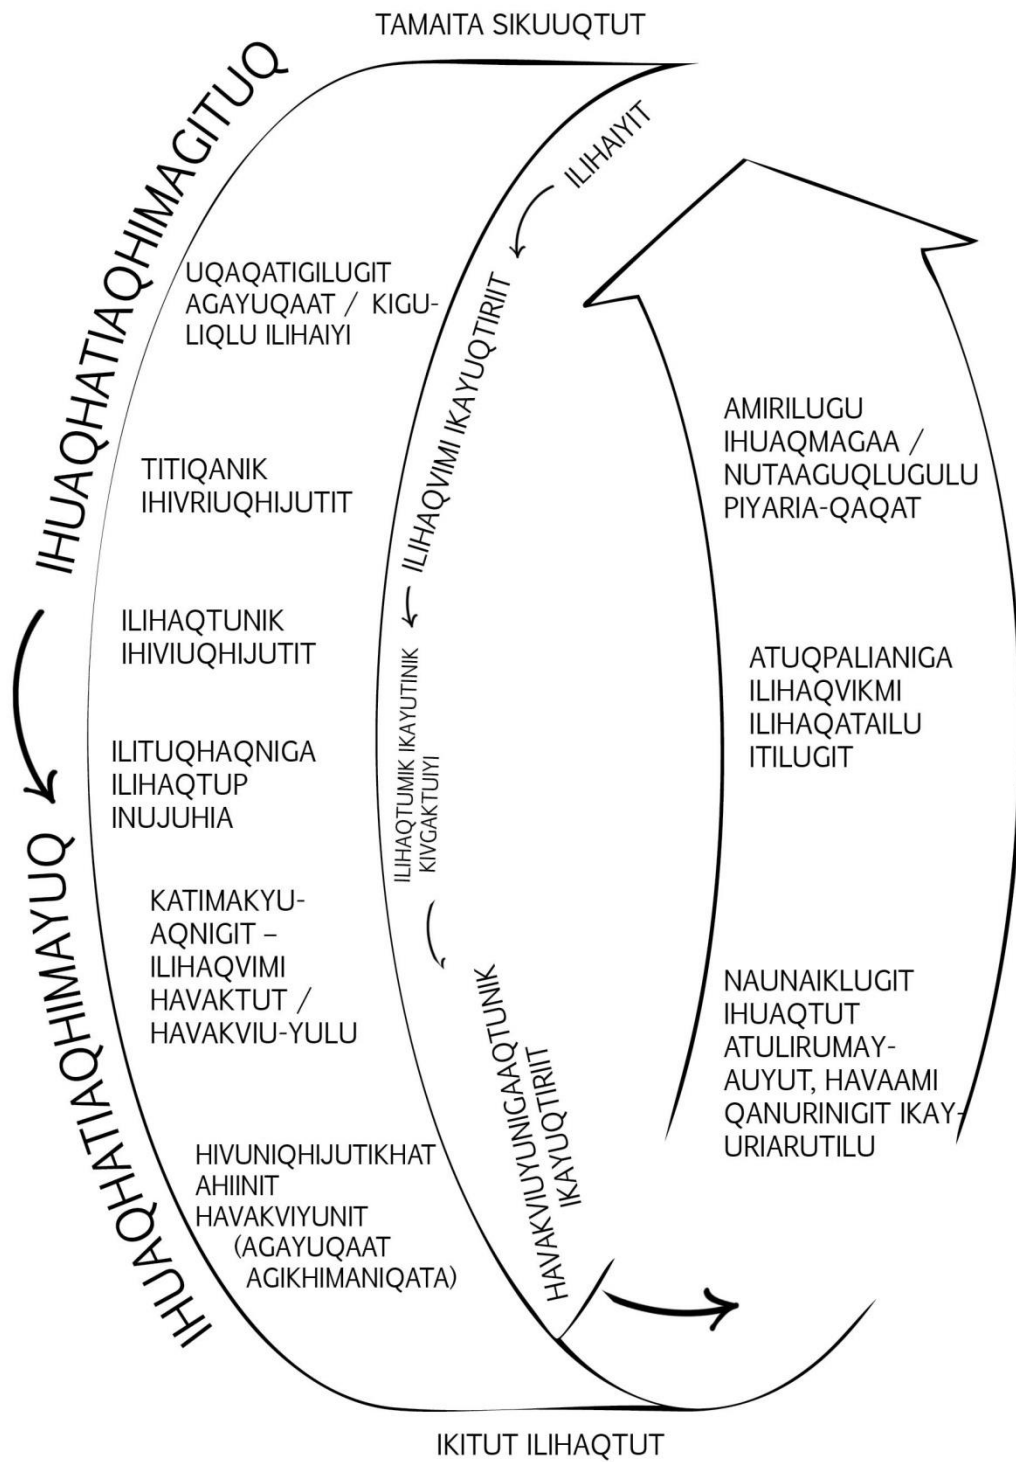 TAMAITA SIKUUQTUT
IHUAQHATIAQHIMAGITUQ
IHUAQHATIAQHIMAYUQ
UQAQATIGILUGIT
AGAYUQAAT / KIGU-
LIQLU ILIHAIYI
TITIQANIK
IHIVRIUQHIJUTIT
ILIHAQTUNIK
IHIVIUQHIJUTIT
ILITUQHAQNIGA
ILIHAQTUP
INUJUHIA
KATIMAKYU-
AQNIGIT –
ILIHAQVIMI
HAVAKTUT /
HAVAKVIU-YULU
HIVUNIQHIJUTIKHAT
AHIINIT
HAVAKVIYUNIT
(AGAYUQAAT
AGIKHIMANIQATA)
ILIHAIYIT
ILIHAQVIMI IKAYUQTIRIIT
ILIHAQTUMIK IKAYUTINIK
KIVGAKTUIYI
HAVAKVIUYUNIGAAQTUNIK
IKAYUQTIRIIT
AMIRILUGU
IHUAQMAGAA /
NUTAAGUQLUGULU
PIYARIA-QAQAT
ATUQPALIANIGA
ILIHAQVIKMI
ILIHAQATAILU
ITILUGIT
NAUNAIKLUGIT
IHUAQTUT
ATULIRUMAY-
AUYUT, HAVAAMI
QANURINIGIT IKAY-
URIARUTILU
IKITUT ILIHAQTUT